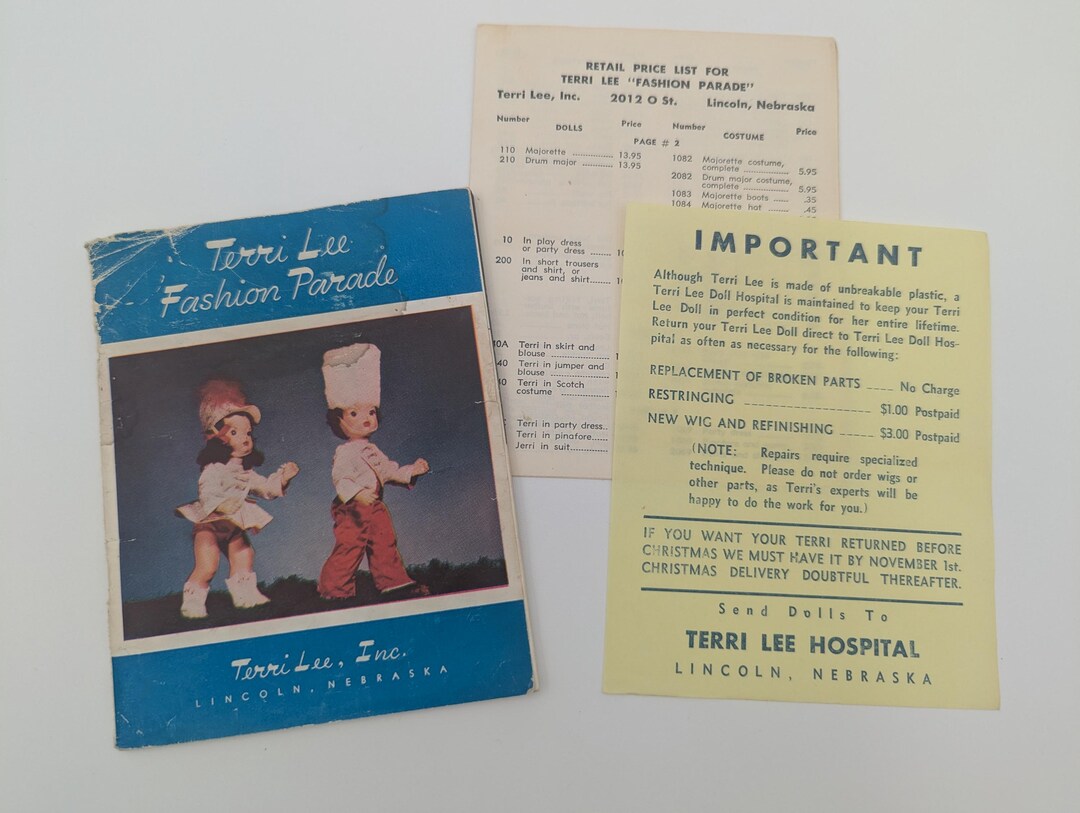 Terri Lee
Fashion Parade
Terri Lee, Inc.
LINCOLN, NEBRASKA
RETAIL PRICE LIST FOR
TERRI LEE "FASHION PARADE"
Terri Lee, Inc. 2012 O St. Lincoln, Nebraska
Number DOLLS Price Number COSTUME Price
PAGE # 2
110 Majorette 13.95
210 Drum major 13.95
1082 Majorette costume,
complete 5.95
2082 Drum major costume,
complete 5.95
1083 Majorette boots .35
1084 Majorette hat .45
10 In play dress
or party dress
200 In short trousers
and shirt, or
jeans and shirt
Terri in skirt and
blouse
Terri in jumper and
blouse
Terri in Scotch
costume
Terri in party dress
Terri in pinafore
Jerri in suit
IMPORTANT
Although Terri Lee is made of unbreakable plastic, a
Terri Lee Doll Hospital is maintained to keep your Terri
Lee Doll in perfect condition for her entire lifetime.
Return your Terri Lee Doll direct to Terri Lee Doll Hos-
pital as often as necessary for the following:
REPLACEMENT OF BROKEN PARTS ____ No Charge
RESTRINGING ____ $1.00 Postpaid
NEW WIG AND REFINISHING ____ $3.00 Postpaid
(NOTE: Repairs require specialized
technique. Please do not order wigs or
other parts, as Terri's experts will be
happy to do the work for you.)
IF YOU WANT YOUR TERRI RETURNED BEFORE
CHRISTMAS WE MUST HAVE IT BY NOVEMBER 1st.
CHRISTMAS DELIVERY DOUBTFUL THEREAFTER.
Send Dolls To
TERRI LEE HOSPITAL
LINCOLN, NEBRASKA